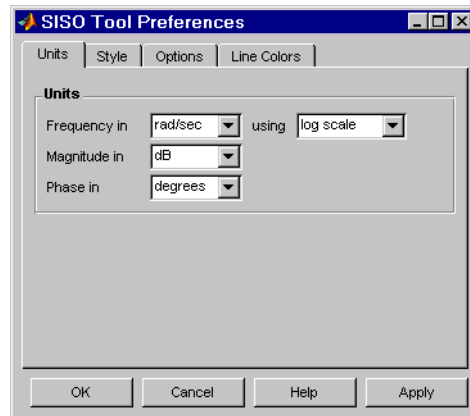 SISO Tool Preferences
Units Style Options Line Colors
Units
Frequency in rad/sec using log scale
Magnitude in dB
Phase in degrees
OK Cancel Help Apply